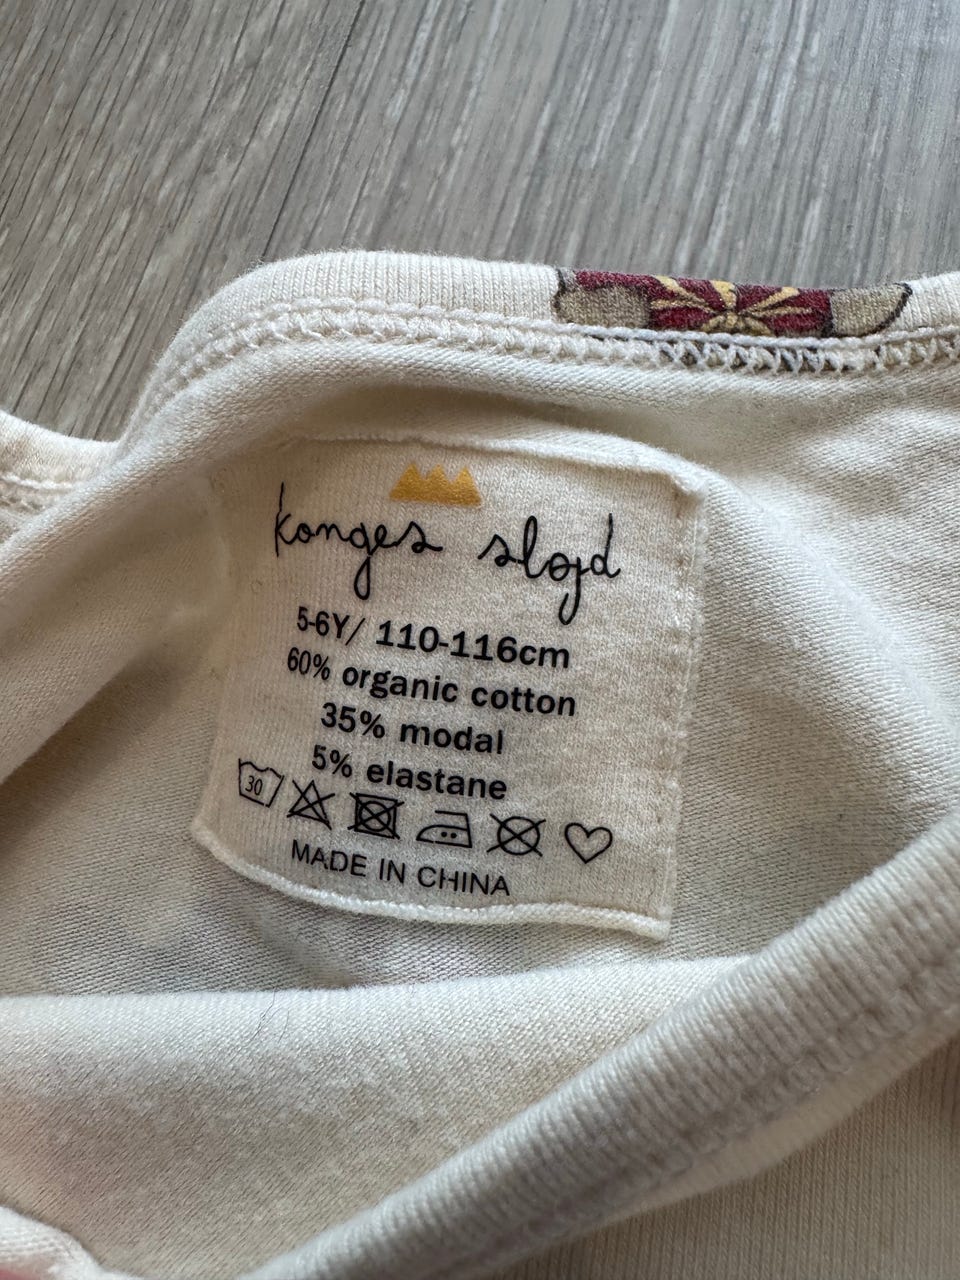 konges sløjd
5-6Y/ 110-116cm
60% organic cotton
35% modal
5% elastane
30
MADE IN CHINA